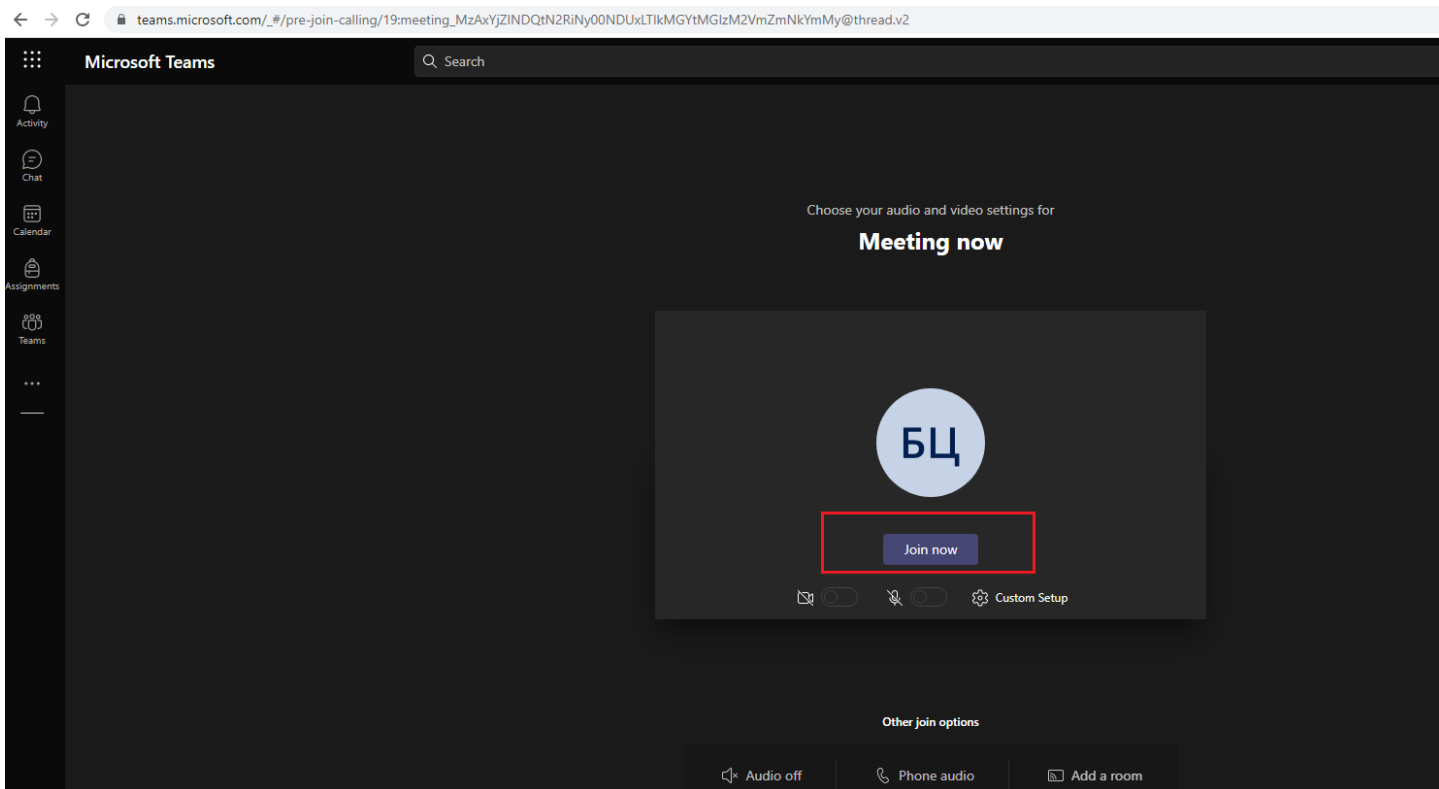 teams.microsoft.com/_#/pre-join-calling/19:meeting_MzAxYjZlNDQtN2RiNy00NDUxLTlkMGYtMGIzM2VmZmNkYmMy@thread.v2
Microsoft Teams
Search
Activity
Chat
Calendar
Assignments
Teams
Choose your audio and video settings for
Meeting now
БЦ
Join now
Custom Setup
Other join options
Audio off
Phone audio
Add a room